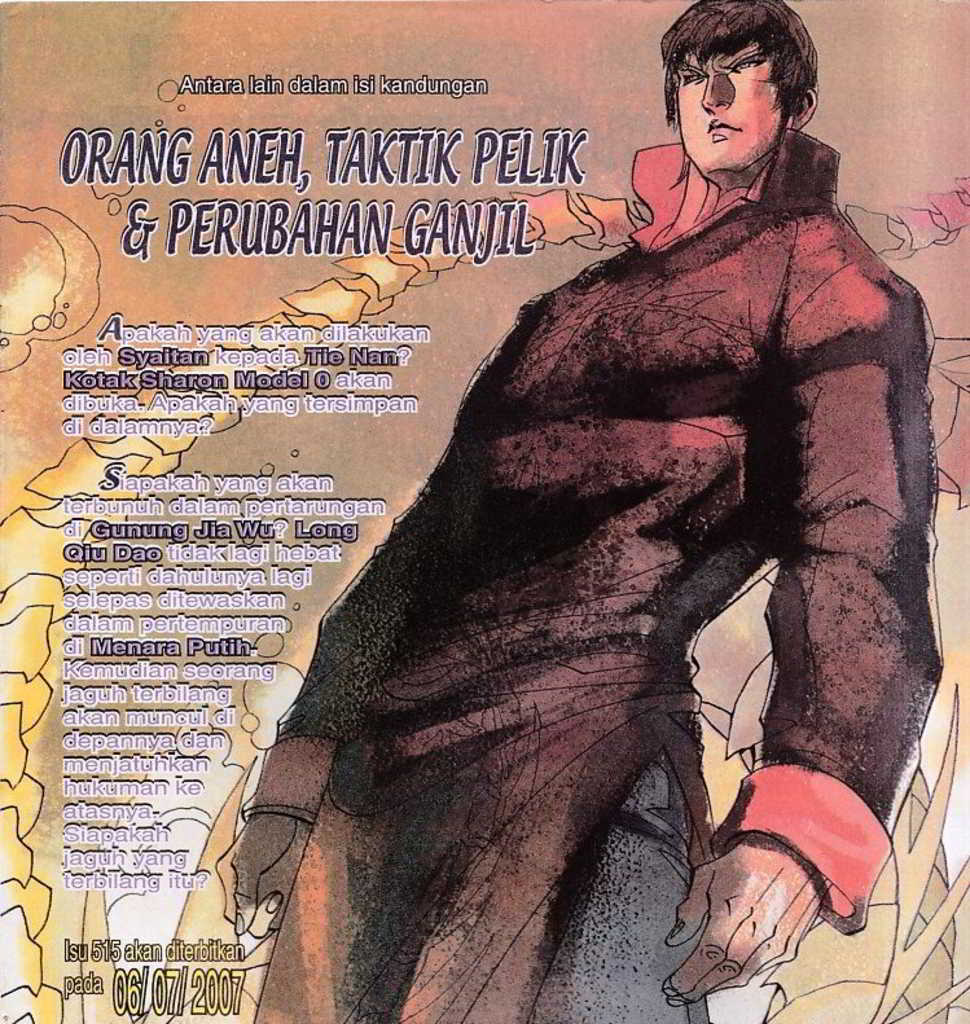 Antara lain dalam isi kandungan
ORANG ANEH, TAKTIK PELIK
& PERUBAHAN GANJIL
Apakah yang akan dilakukan
oleh Syaitan kepada Tie Nan?
Kotak Sharon Model 0 akan
dibuka. Apakah yang tersimpan
di dalamnya?
Siapakah yang akan
terbunuh dalam pertarungan
di Gunung Jia Wu? Long
Qiu Dao tidak lagi hebat
seperti dahulunya lagi
selepas ditewaskan
dalam pertempuran
di Menara Putih.
Kemudian seorang
jaguh terbilang
akan muncul di
depannya dan
menjatuhkan
hukuman ke
atasnya.
Siapakah
jaguh yang
terbilang itu?
Isu 515 akan diterbitkan
pada 06/07/2007